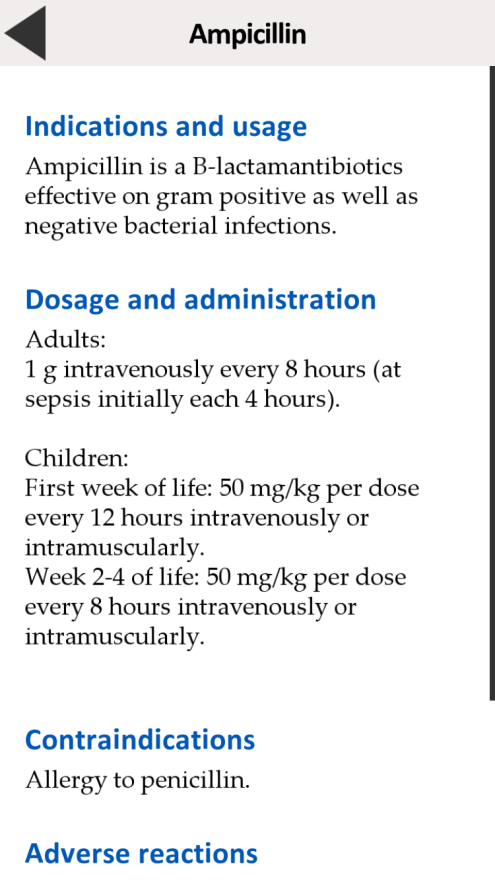 Ampicillin
Indications and usage
Ampicillin is a B-lactamantibiotics
effective on gram positive as well as
negative bacterial infections.
Dosage and administration
Adults:
1 g intravenously every 8 hours (at
sepsis initially each 4 hours).
Children:
First week of life: 50 mg/kg per dose
every 12 hours intravenously or
intramuscularly.
Week 2-4 of life: 50 mg/kg per dose
every 8 hours intravenously or
intramuscularly.
Contraindications
Allergy to penicillin.
Adverse reactions